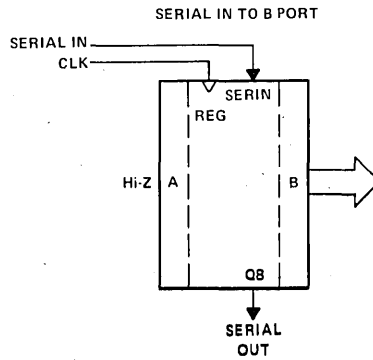 SERIAL IN TO B PORT
SERIAL IN
CLK
SERIN
REG
Hi-Z A B
Q8
SERIAL
OUT